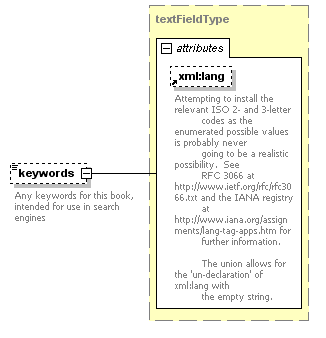 textFieldType
attributes
xml:lang
Attempting to install the
relevant ISO 2- and 3-letter
codes as the
enumerated possible values
is probably never
going to be a realistic
possibility.  See
RFC 3066 at
http://www.ietf.org/rfc/rfc30
66.txt and the IANA registry
at
http://www.iana.org/assign
ments/lang-tag-apps.htm for
further information.
The union allows for
the 'un-declaration' of
xml:lang with
the empty string.
keywords
Any keywords for this book,
intended for use in search
engines